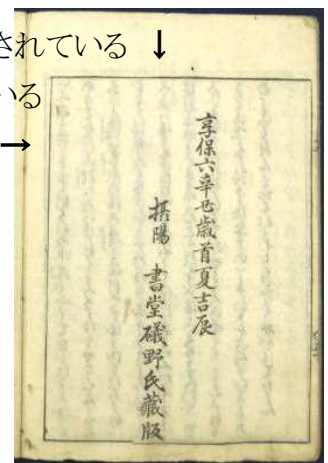 されている ↓
いる
→
享保六辛丑歳首夏吉辰
摂陽 書堂礒野氏蔵版